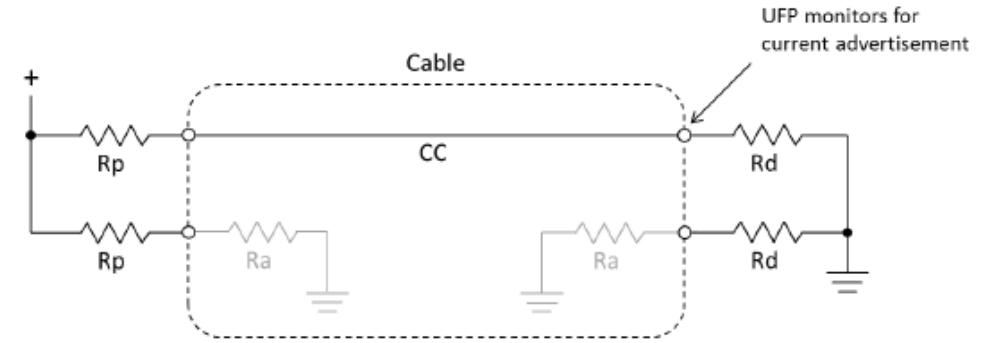 UFP monitors for
current advertisement
Cable
+
Rp
CC
Rd
Rp
Ra
Ra
Rd